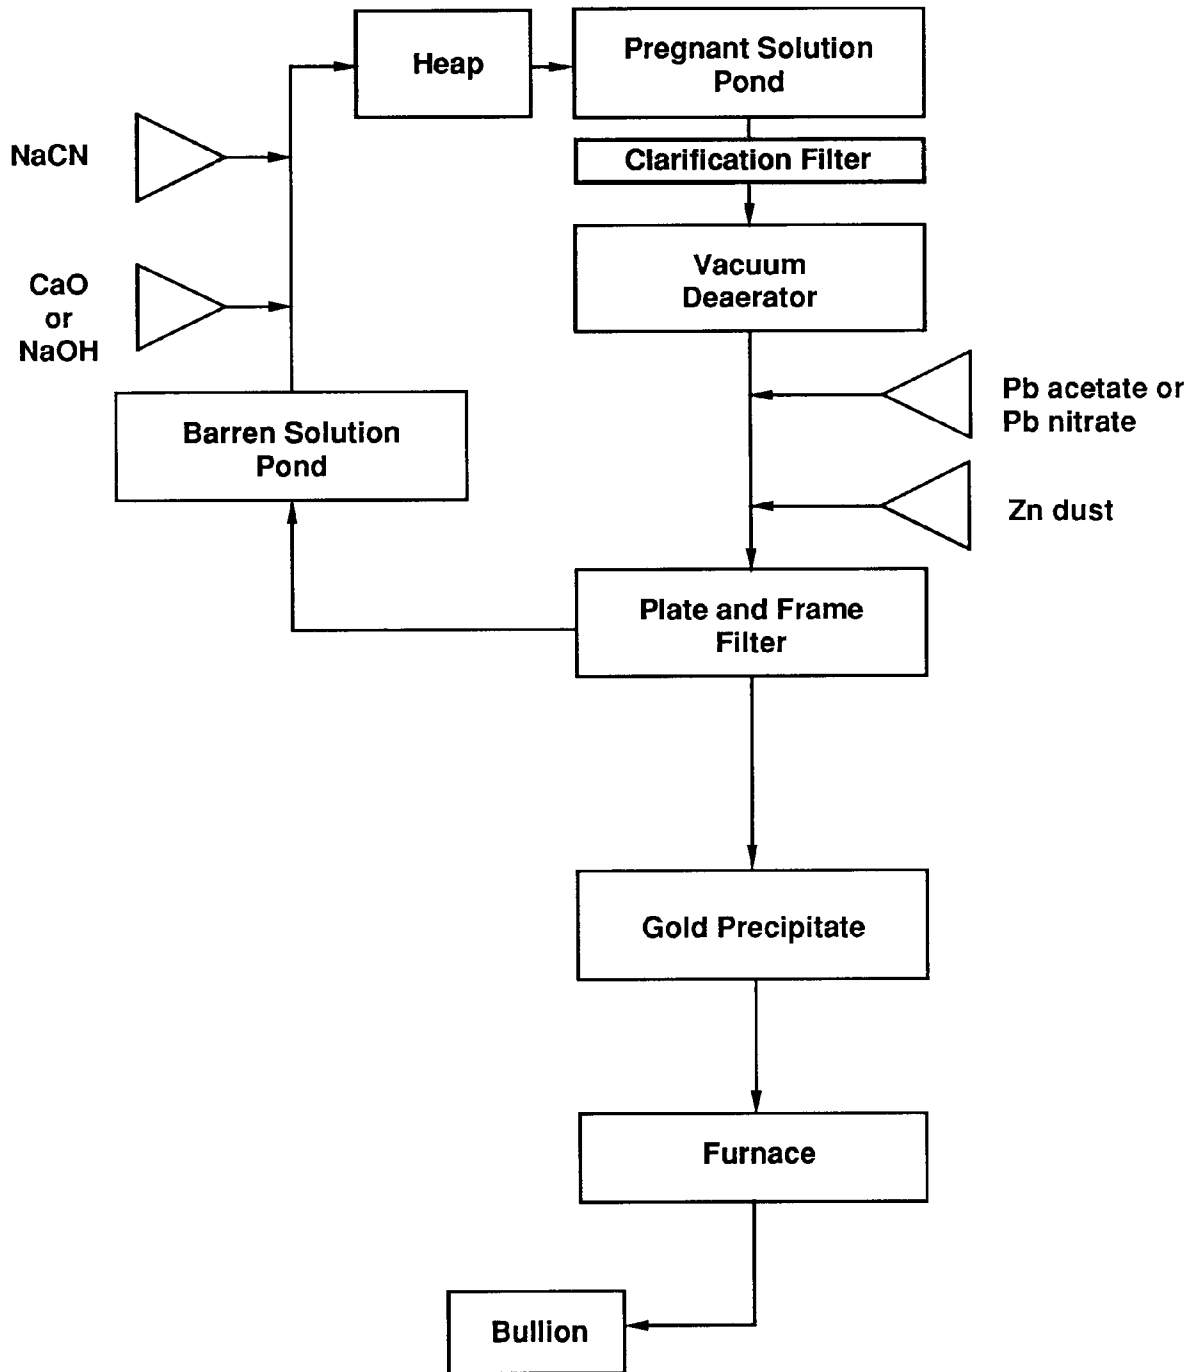 Heap
Pregnant Solution
Pond
NaCN
Clarification Filter
CaO
or
NaOH
Vacuum
Deaerator
Pb acetate or
Pb nitrate
Barren Solution
Pond
Zn dust
Plate and Frame
Filter
Gold Precipitate
Furnace
Bullion